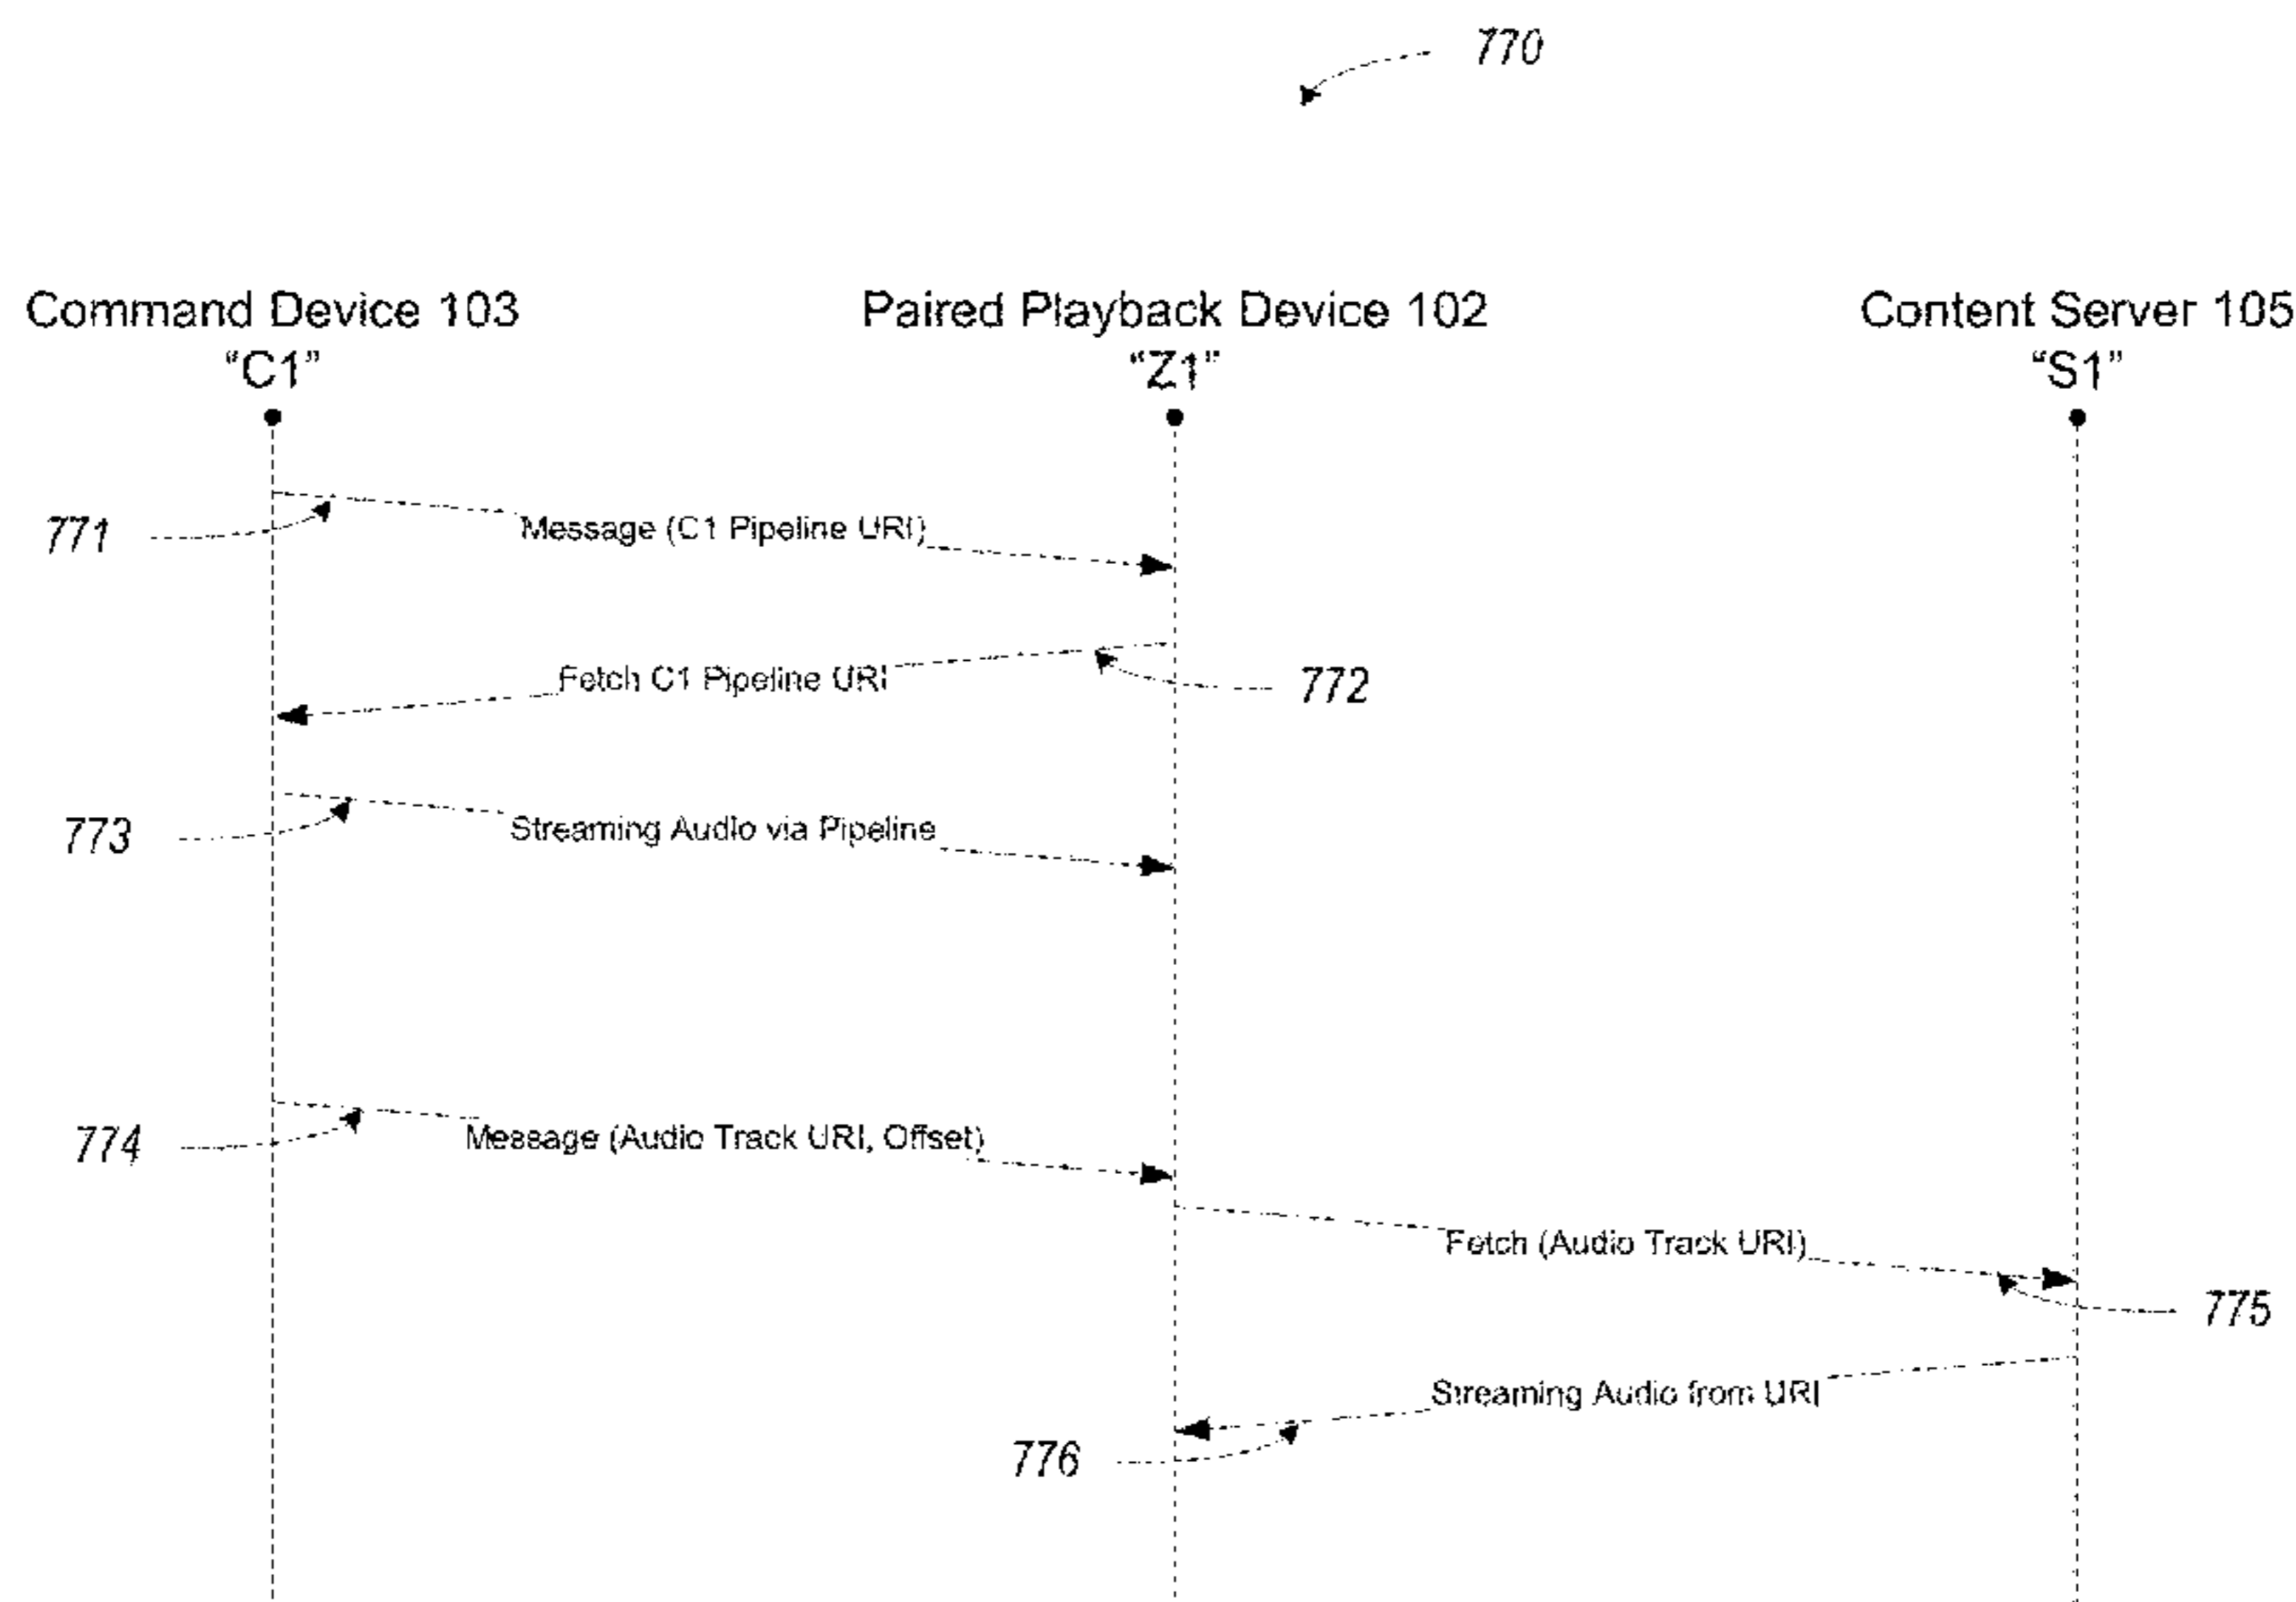 770
Command Device 103
"C1"
Paired Playback Device 102
"Z1"
Content Server 105
"S1"
771
Message (C1 Pipeline URI)
Fetch C1 Pipeline URI
772
773
Streaming Audio via Pipeline
774
Message (Audio Track URI, Offset)
Fetch (Audio Track URI)
775
Streaming Audio from URI
776